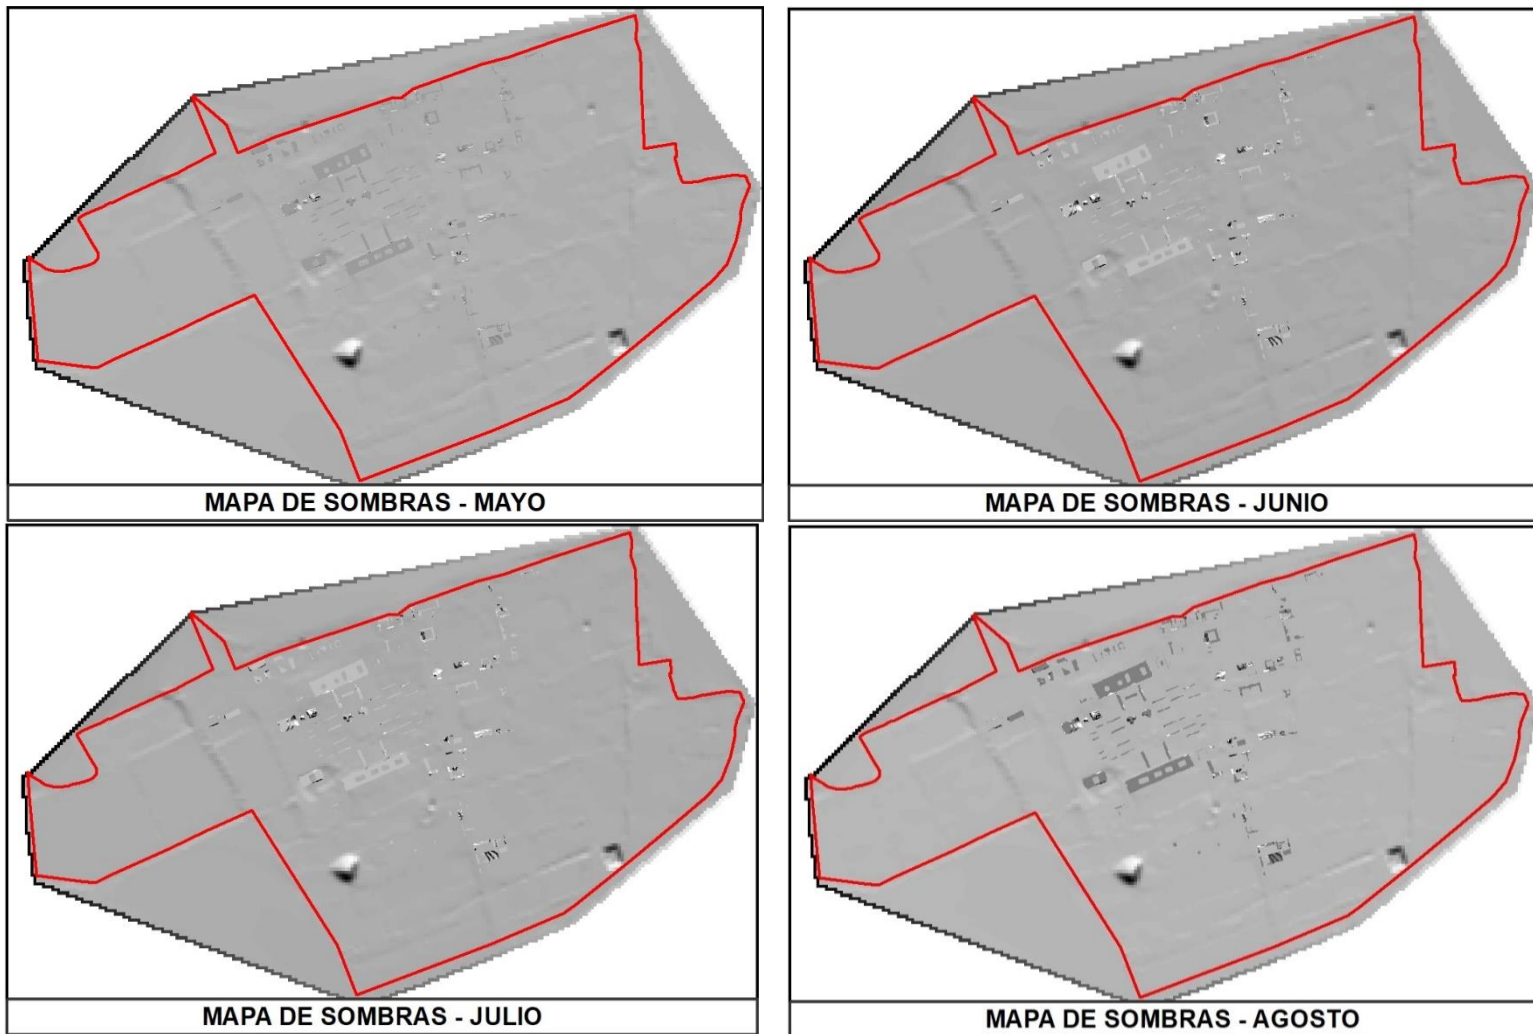 MAPA DE SOMBRAS - MAYO
MAPA DE SOMBRAS - JUNIO
MAPA DE SOMBRAS - JULIO
MAPA DE SOMBRAS - AGOSTO